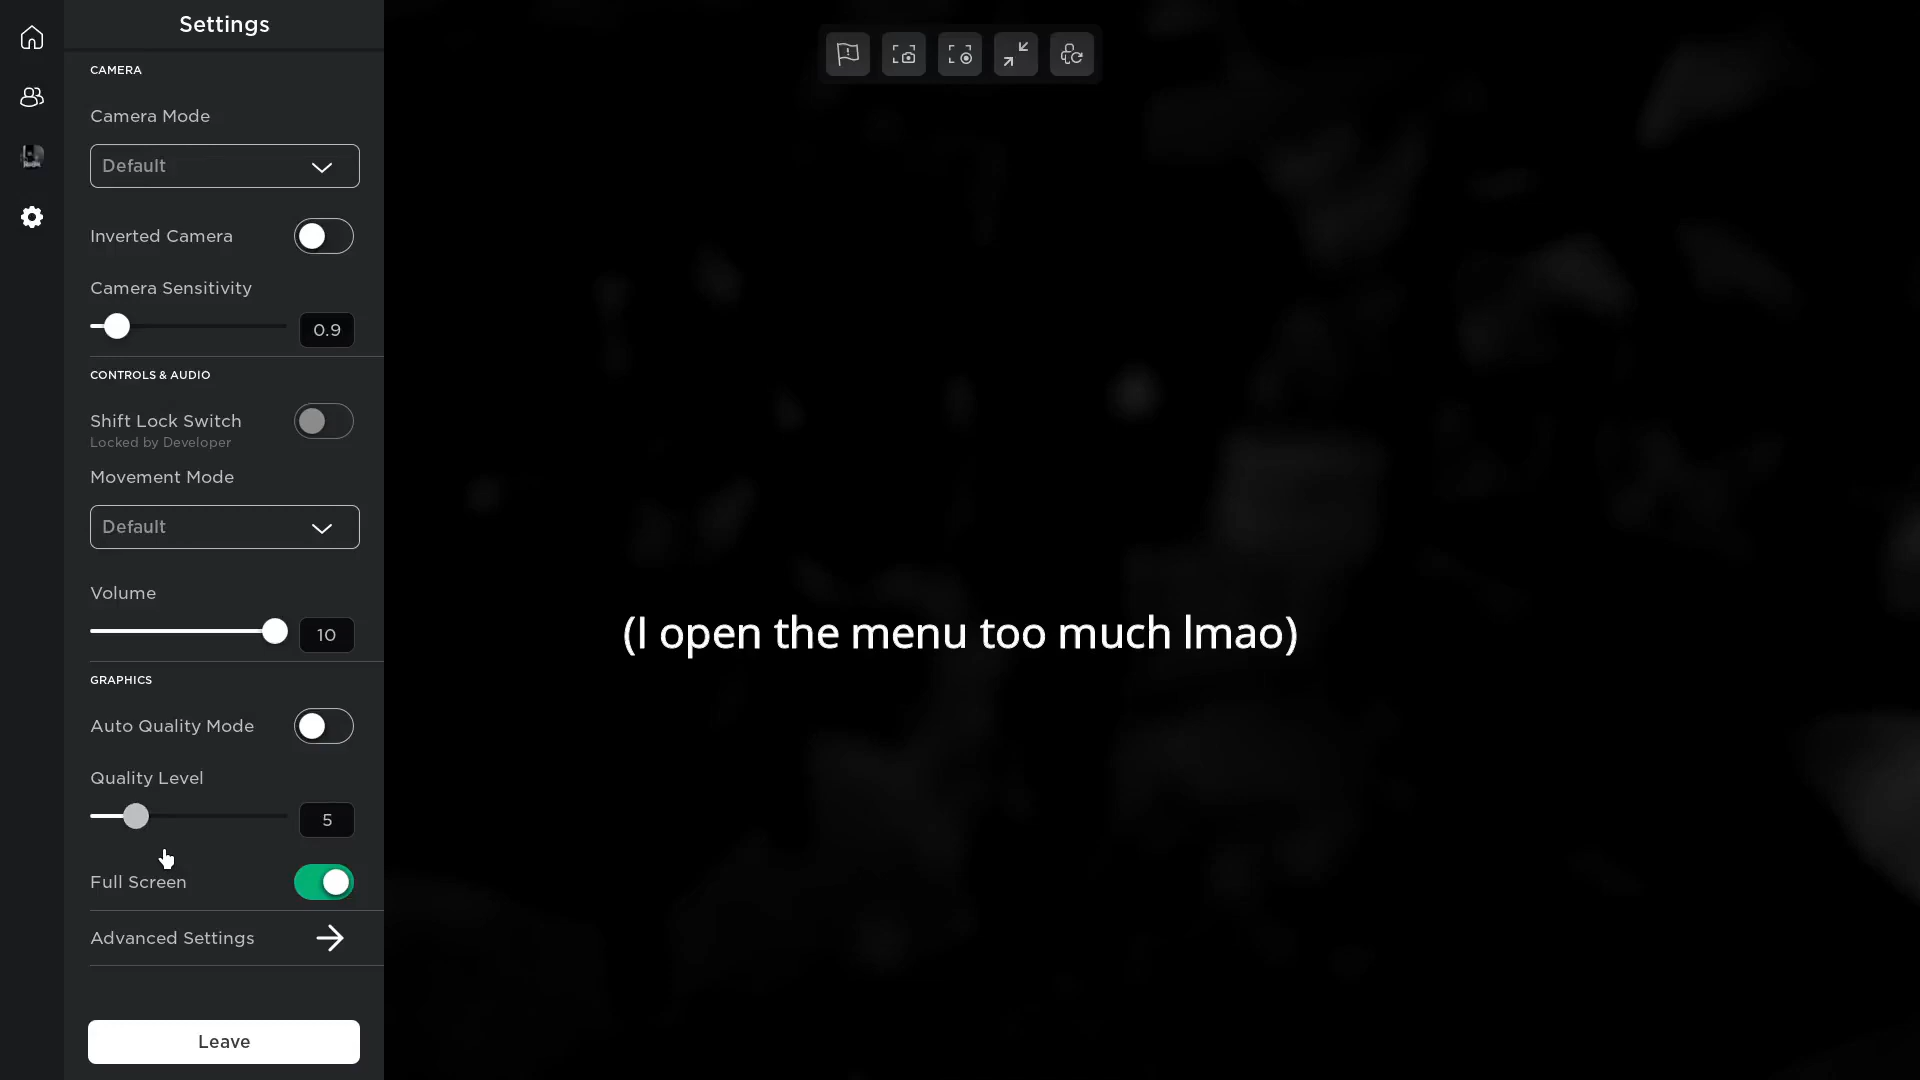 Settings
CAMERA
Camera Mode
Default
Inverted Camera
Camera Sensitivity
0.9
CONTROLS & AUDIO
Shift Lock Switch
Locked by Developer
Movement Mode
Default
Volume
10
GRAPHICS
Auto Quality Mode
Quality Level
5
Full Screen
Advanced Settings
Leave
(I open the menu too much lmao)